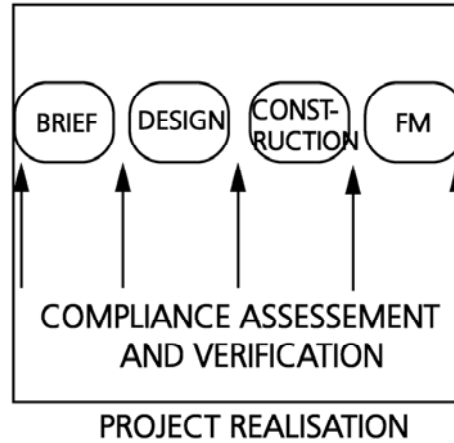 BRIEF
DESIGN
CONST-
RUCTION
FM
COMPLIANCE ASSESSEMENT
AND VERIFICATION
PROJECT REALISATION